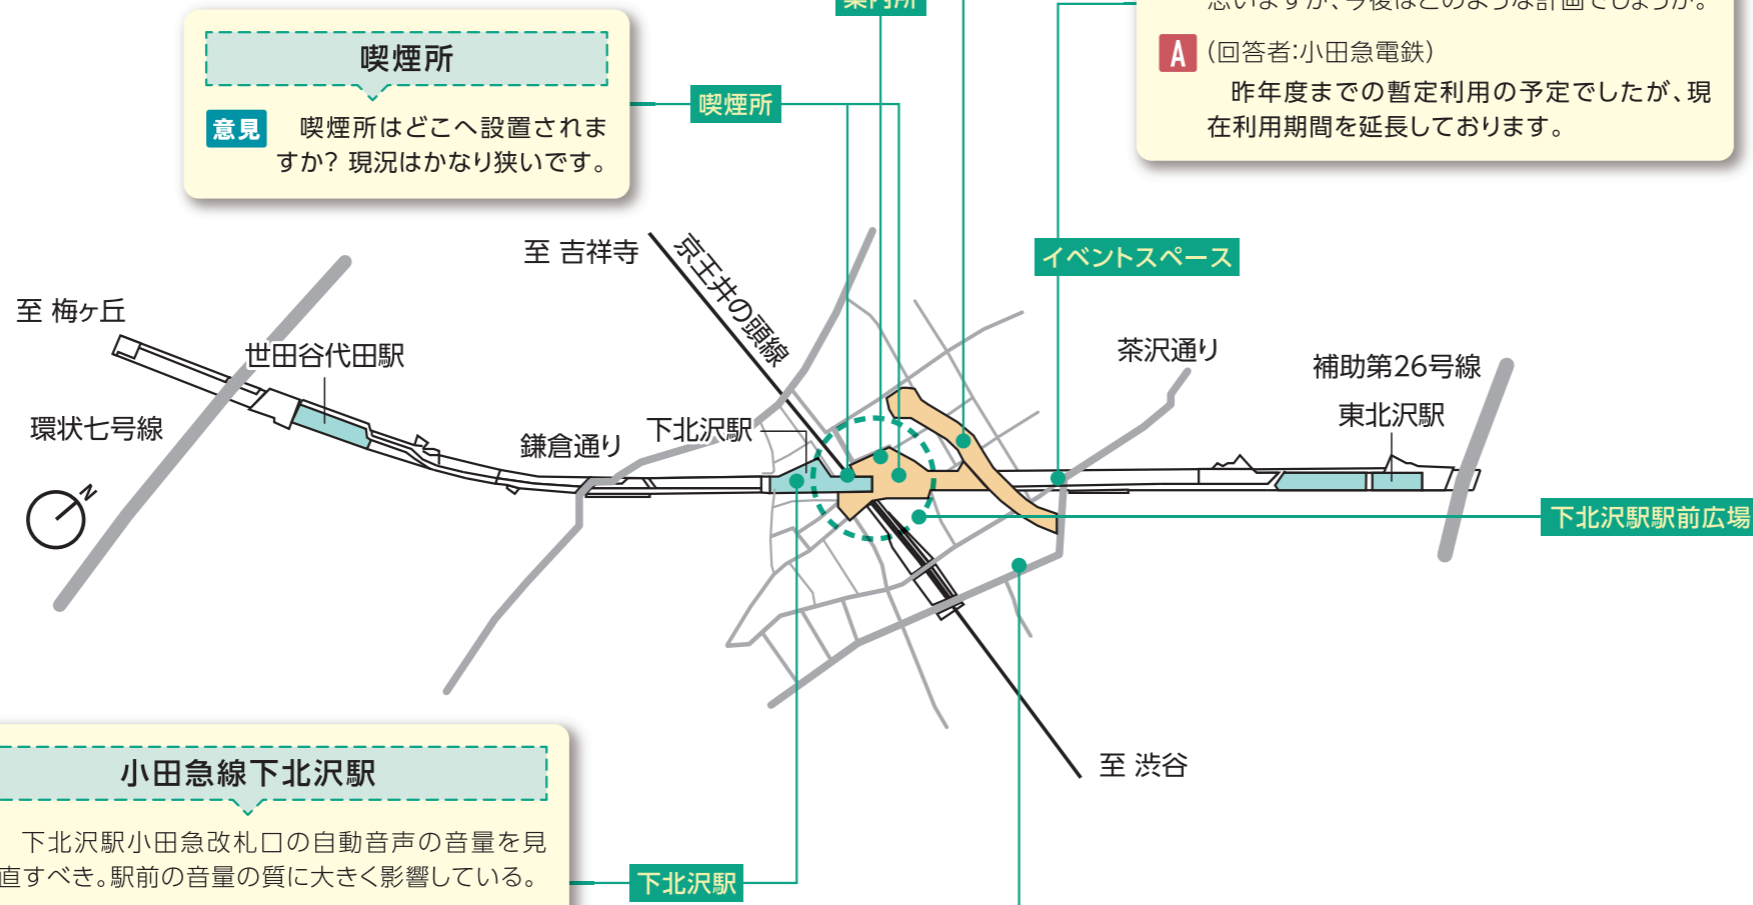 案内所
思いますが、今後はどのような計画でしょうか。
喫煙所
A (回答者:小田急電鉄)
昨年度までの暫定利用の予定でしたが、現
在利用期間を延長しております。
喫煙所
意見 喫煙所はどこへ設置されま
すか? 現況はかなり狭いです。
至 吉祥寺
京王井の頭線
イベントスペース
至 梅ヶ丘
世田谷代田駅
茶沢通り
補助第26号線
環状七号線
鎌倉通り
下北沢駅
東北沢駅
N
下北沢駅駅前広場
至 渋谷
小田急線下北沢駅
下北沢駅小田急改札口の自動音声の音量を見
直すべき。駅前の音量の質に大きく影響している。
下北沢駅